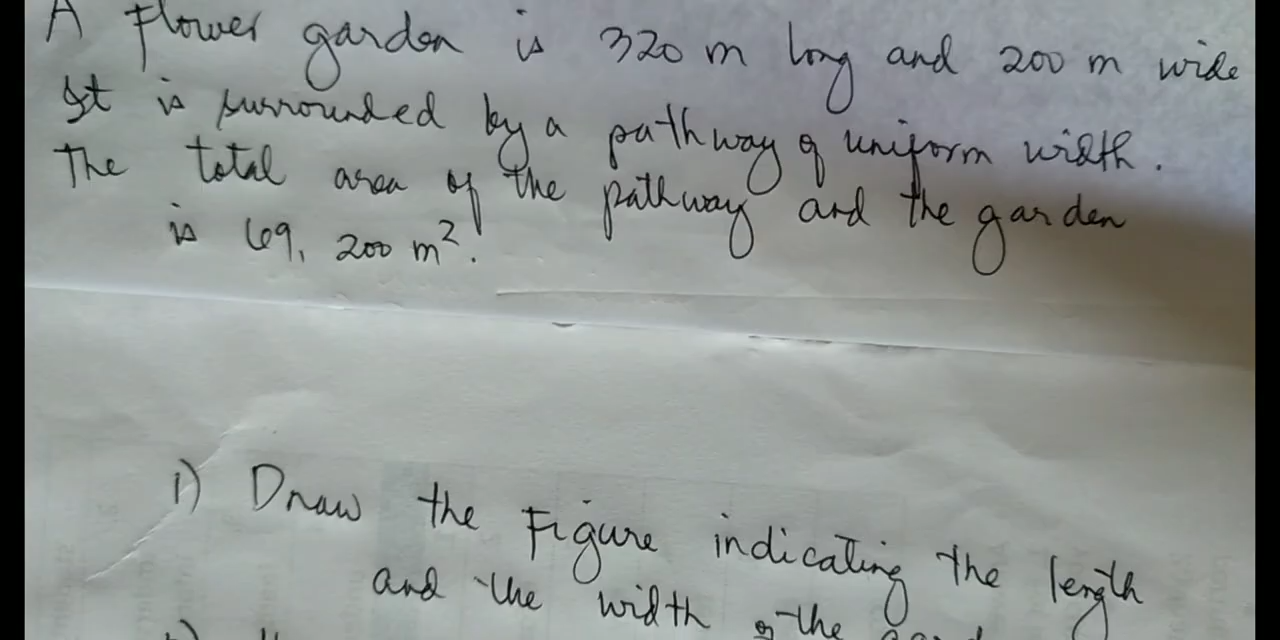 A Flower garden is 320 m long and 200 m wide
It is surrounded by a pathway of uniform width.
The total area of the pathway and the garden
is 69, 200 m².
i) Draw the Figure indicating the length
and the width of the